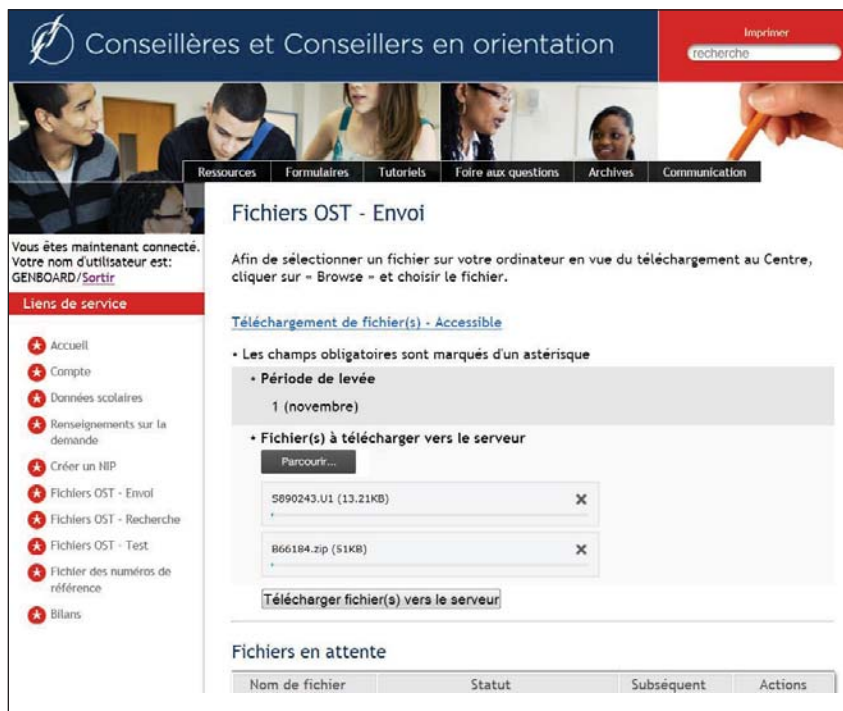 Conseillères et Conseillers en orientation
Imprimer
recherche
Ressources Formulaires Tutoriels Foire aux questions Archives Communication
Vous êtes maintenant connecté.
Votre nom d'utilisateur est:
GENBOARD/Sortir
Liens de service
Accueil
Compte
Données scolaires
Renseignements sur la
demande
Créer un NIP
Fichiers OST - Envoi
Fichiers OST - Recherche
Fichiers OST - Test
Fichier des numéros de
référence
Bilans
Fichiers OST - Envoi
Afin de sélectionner un fichier sur votre ordinateur en vue du téléchargement au Centre,
cliquer sur « Browse » et choisir le fichier.
Téléchargement de fichier(s) - Accessible
• Les champs obligatoires sont marqués d'un astérisque
• Période de levée
1 (novembre)
• Fichier(s) à télécharger vers le serveur
Parcourir...
S890243.U1 (13.21KB)
B66184.zip (51KB)
Télécharger fichier(s) vers le serveur
Fichiers en attente
Nom de fichier Statut Subséquent Actions